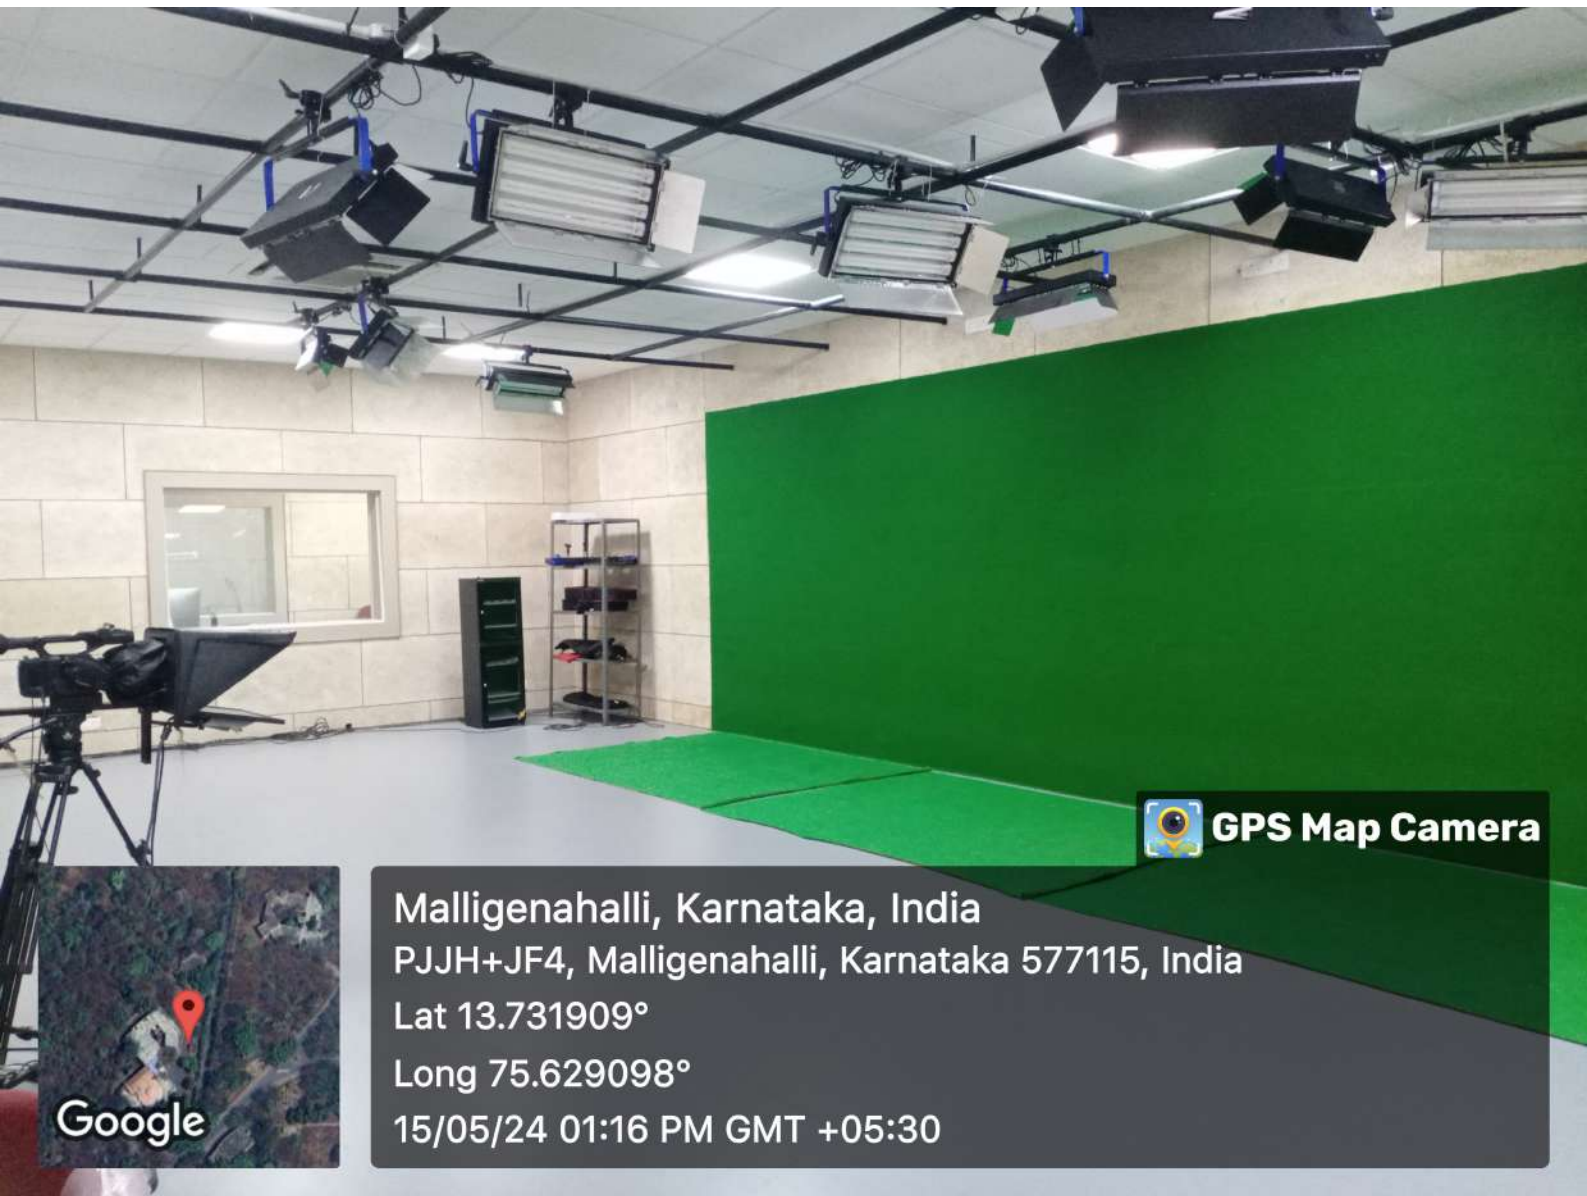 GPS Map Camera
Malligenahalli, Karnataka, India
PJJH+JF4, Malligenahalli, Karnataka 577115, India
Lat 13.731909°
Long 75.629098°
15/05/24 01:16 PM GMT +05:30
Google